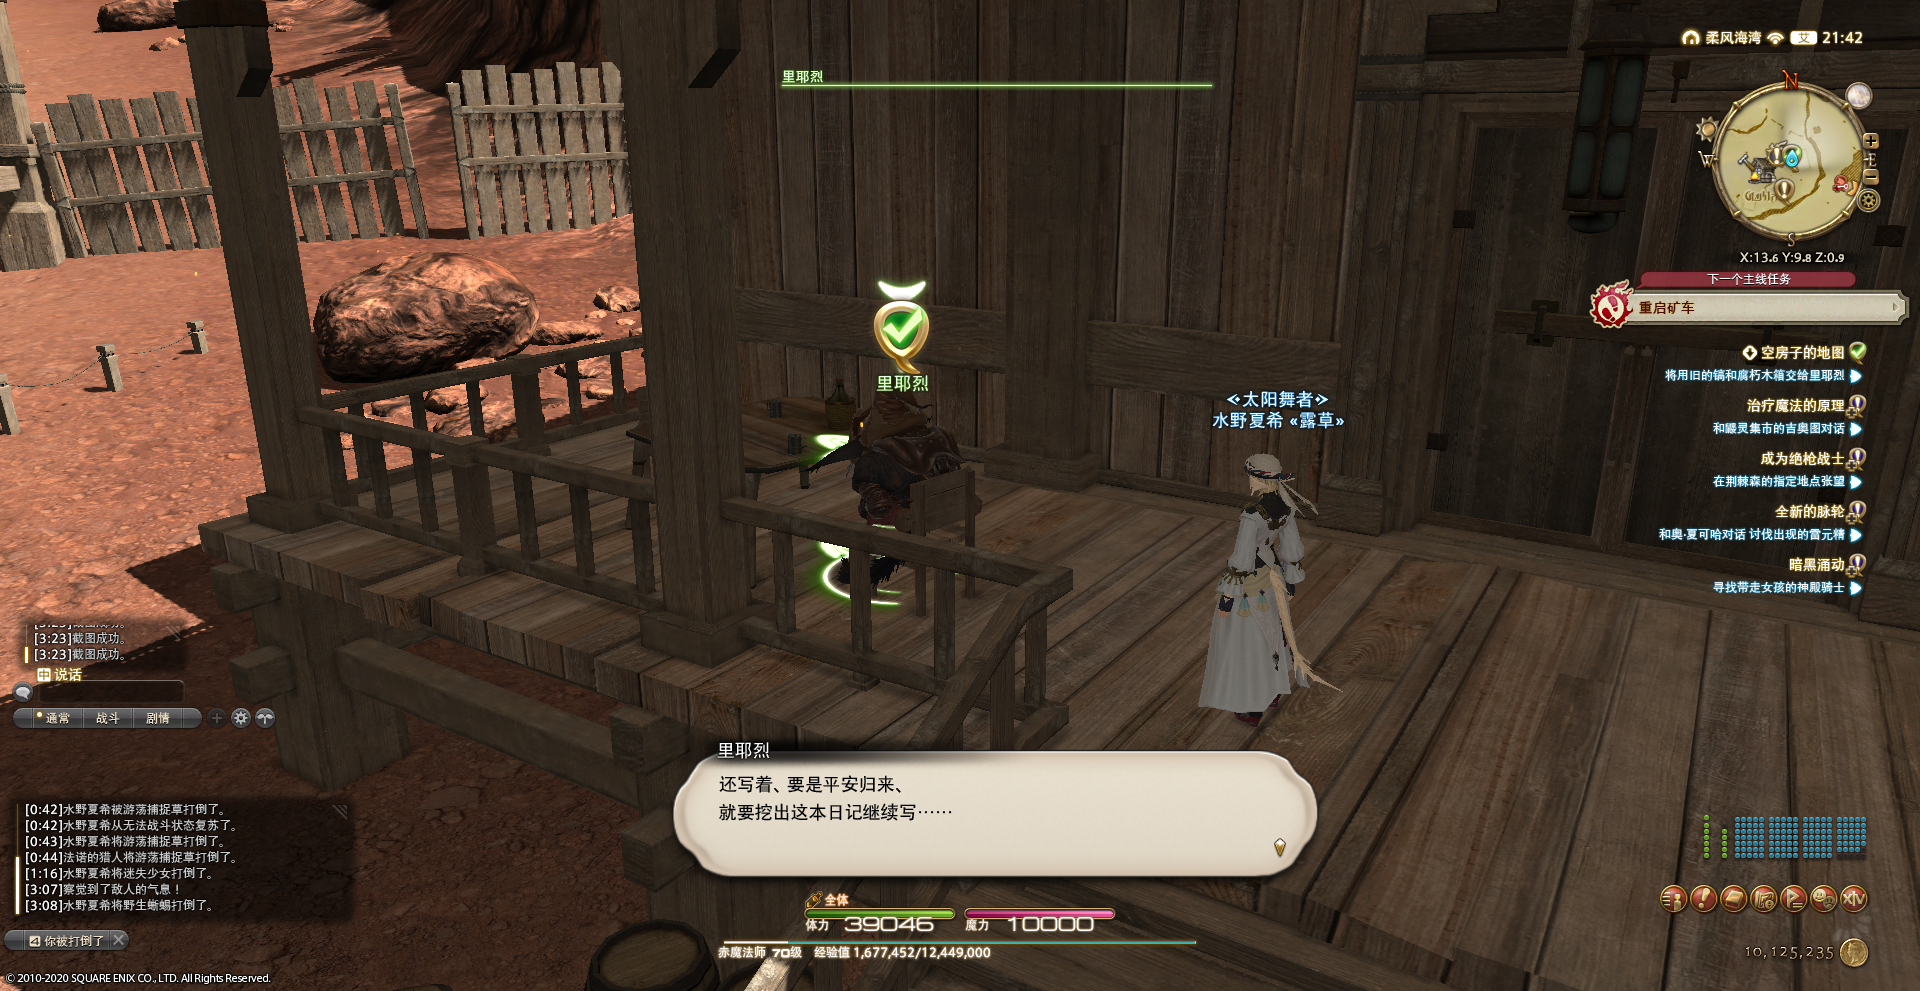 里耶烈
柔风海湾 艾 21:42
N
W
E
S
X:13.6 Y:9.8 Z:0.9
下一个主线任务
重启矿车
空房子的地图
将用旧的镐和腐朽木箱交给里耶烈
治疗魔法的原理
和鼹灵集市的吉奥图对话
成为绝枪战士
在荆棘森的指定地点张望
全新的脉轮
和奥·夏可哈对话 讨伐出现的雷元精
暗黑涌动
寻找带走女孩的神殿骑士
里耶烈
太阳舞者
水野夏希 «露草»
[3:23]截图成功。
[3:23]截图成功。
[3:23]截图成功。
说话
通常 战斗 剧情
里耶烈
还写着、要是平安归来、
就要挖出这本日记继续写……
[0:42]水野夏希被游荡捕捉草打倒了。
[0:42]水野夏希从无法战斗状态复苏了。
[0:43]水野夏希将游荡捕捉草打倒了。
[0:44]法诺的猎人将游荡捕捉草打倒了。
[1:16]水野夏希将迷失少女打倒了。
[3:07]察觉到了敌人的气息！
[3:08]水野夏希将野生蜥蜴打倒了。
4 你被打倒了
全体
体力 39046 魔力 10000
赤魔法师 70级 经验值 1,677,452/12,449,000
XIV
10,125,235
© 2010-2020 SQUARE ENIX CO., LTD. All Rights Reserved.